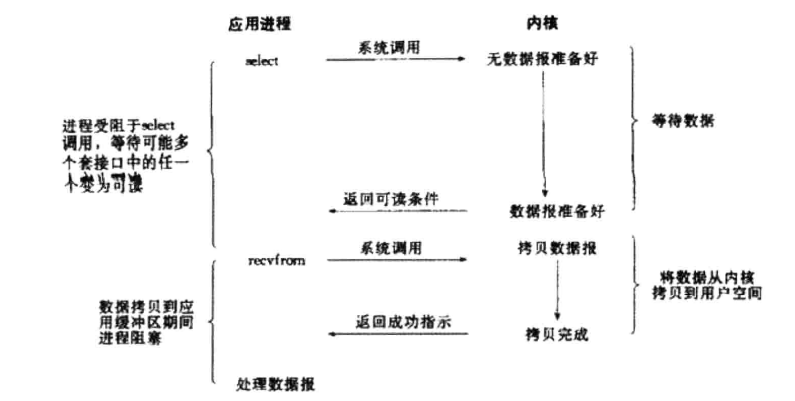 应用进程 内核
select 系统调用 无数据报准备好
进程受阻于select
调用，等待可能多
个套接口中的任一
个变为可读
等待数据
返回可读条件 数据报准备好
recvfrom 系统调用 拷贝数据报
将数据从内核
拷贝到用户空间
数据拷贝到应
用缓冲区期间
进程阻塞
返回成功指示 拷贝完成
处理数据报